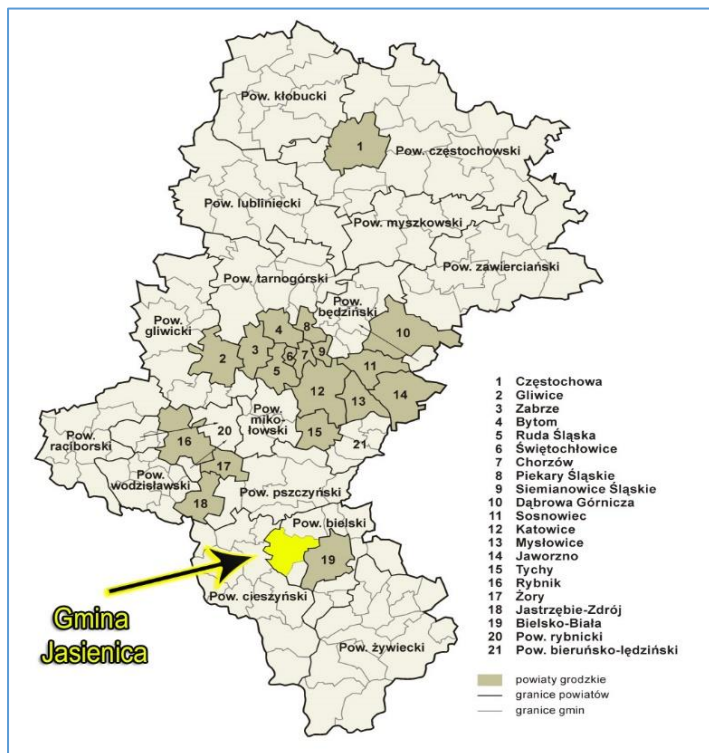 Pow. kłobucki
1
Pow. częstochowski
Pow. lubliniecki
Pow. myszkowski
Pow. zawierciański
Pow. tarnogórski
Pow. będziński
Pow. gliwicki
10
4
8
2
3
6
7
9
5
11
12
13
14
Pow. miko- łowski
15
21
20
16
Pow. raciborski
17
Pow. wodzisławski
18
Pow. pszczyński
Pow. bielski
19
Pow. cieszyński
Gmina
Jasienica
Pow. żywiecki
1 Częstochowa
2 Gliwice
3 Zabrze
4 Bytom
5 Ruda Śląska
6 Świętochłowice
7 Chorzów
8 Piekary Śląskie
9 Siemianowice Śląskie
10 Dąbrowa Górnicza
11 Sosnowiec
12 Katowice
13 Mysłowice
14 Jaworzno
15 Tychy
16 Rybnik
17 Żory
18 Jastrzębie-Zdrój
19 Bielsko-Biała
20 Pow. rybnicki
21 Pow. bieruńsko-lędziński
powiaty grodzkie
granice powiatów
granice gmin